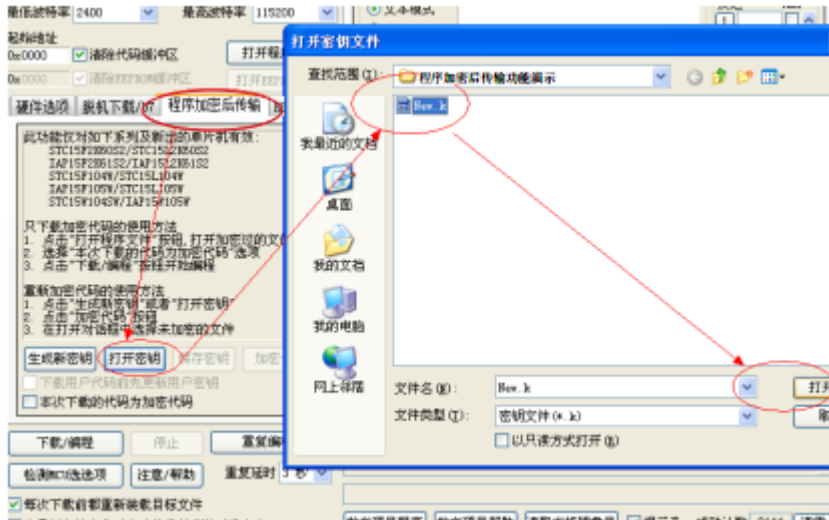 最低波特率 2400
最高波特率 115200
文本模式
起始地址
0x0000 清除代码缓冲区
打开程
0x0000 清除EEPROM缓冲区
打开EEP
硬件选项 脱机下载/U7 程序加密后传输
此功能仅对如下系列及新出的单片机有效:
STC15F2K60S2/STC15L2K60S2
IAP15F2K61S2/IAP15L2K61S2
STC15F104W/STC15L104W
STC15F105W/STC15L105W
STC15W104SW/IAP15W105W
只下载加密代码的使用方法
1. 点击"打开程序文件"按钮,打开加密过的文
2. 选择"本次下载的代码为加密代码"选项
3. 点击"下载/编程"按钮开始编程
重新加密代码的使用方法
1. 点击"生成新密钥"或者"打开密钥"
2. 点击"加密代码"按钮
3. 在打开对话框中选择未加密的文件
生成新密钥 打开密钥 保存密钥 加密
下载用户代码前先更新用户密钥
本次下载的代码为加密代码
下载/编程 停止 重复编
检测MCU选项 注意/帮助 重复延时 3 秒
每次下载前都重新装载目标文件
打开密钥文件
查找范围(I): 程序加密后传输功能演示
New.k
我最近的文档
桌面
我的文档
我的电脑
网上邻居
文件名(N): New.k
打开
文件类型(T): 密钥文件(*.k)
取
以只读方式打开(R)